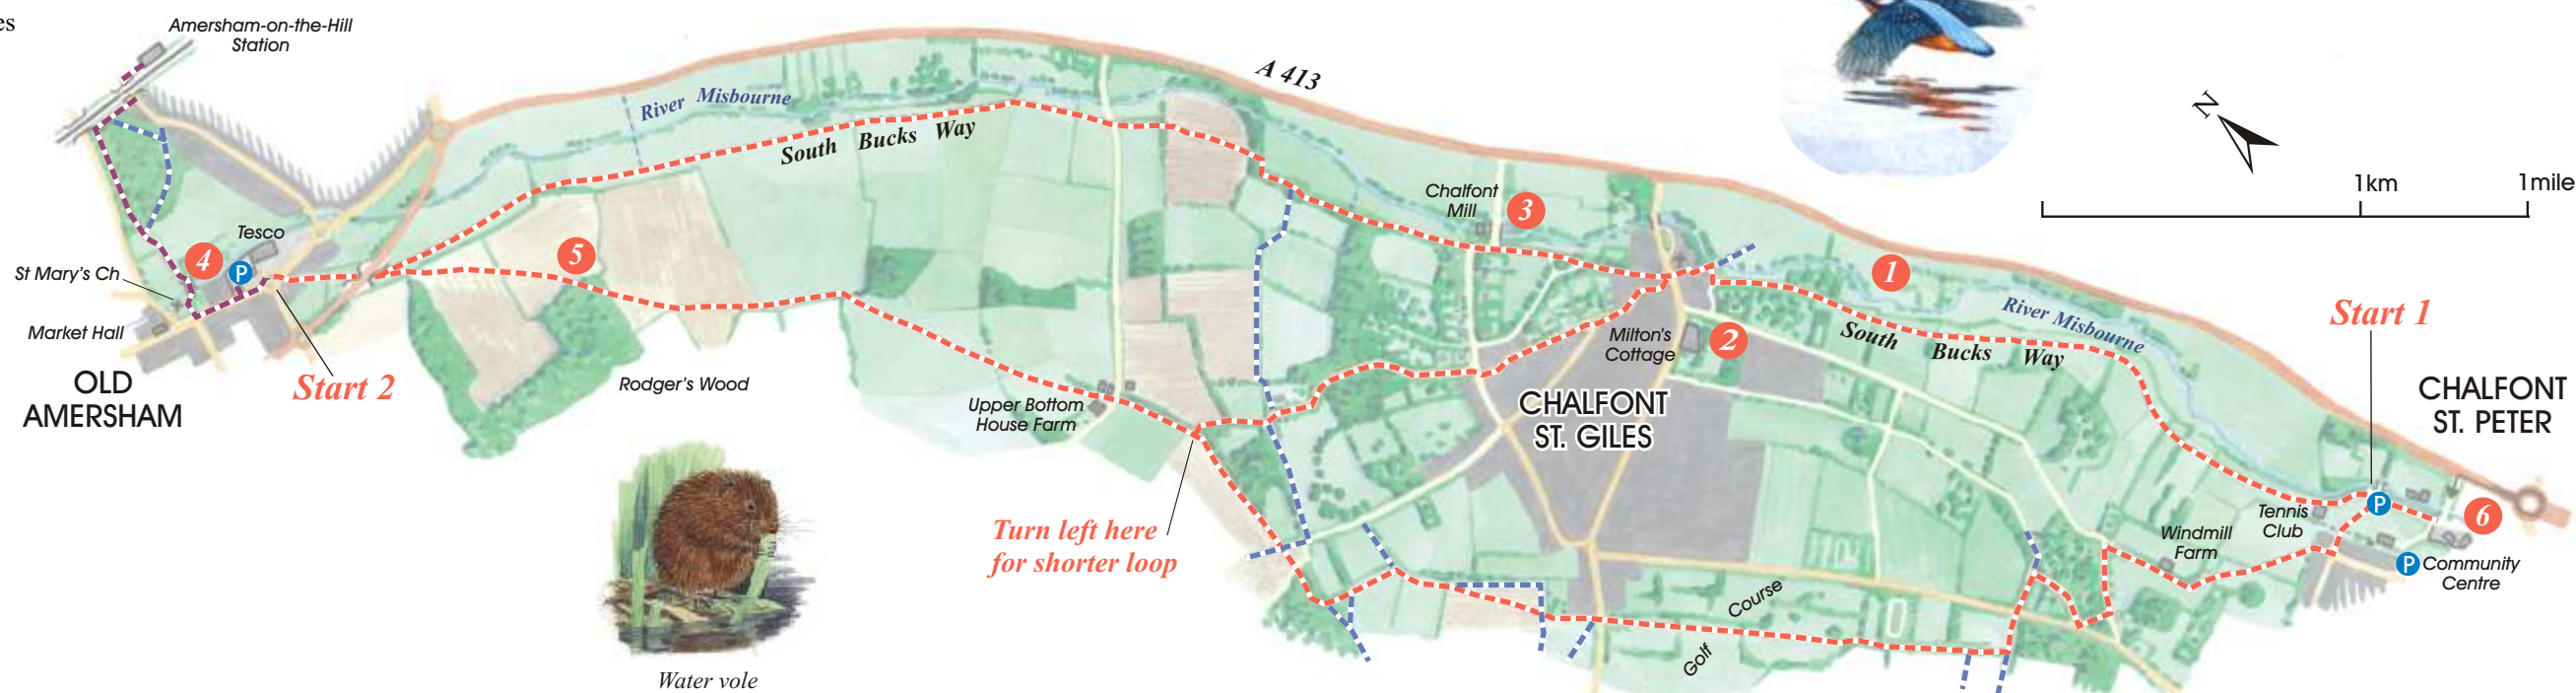 es
Amersham-on-the-Hill
Station
A 413
N
River Misbourne
South Bucks Way
1km
1mile
Chalfont
Mill
3
Tesco
4
P
5
St Mary's Ch
1
River Misbourne
Start 1
Market Hall
Milton's
Cottage
2
South Bucks Way
OLD
AMERSHAM
Start 2
Rodger's Wood
Upper Bottom
House Farm
CHALFONT
ST. GILES
CHALFONT
ST. PETER
Turn left here
for shorter loop
Windmill
Farm
Tennis
Club
P
6
P
Community
Centre
Golf Course
Water vole